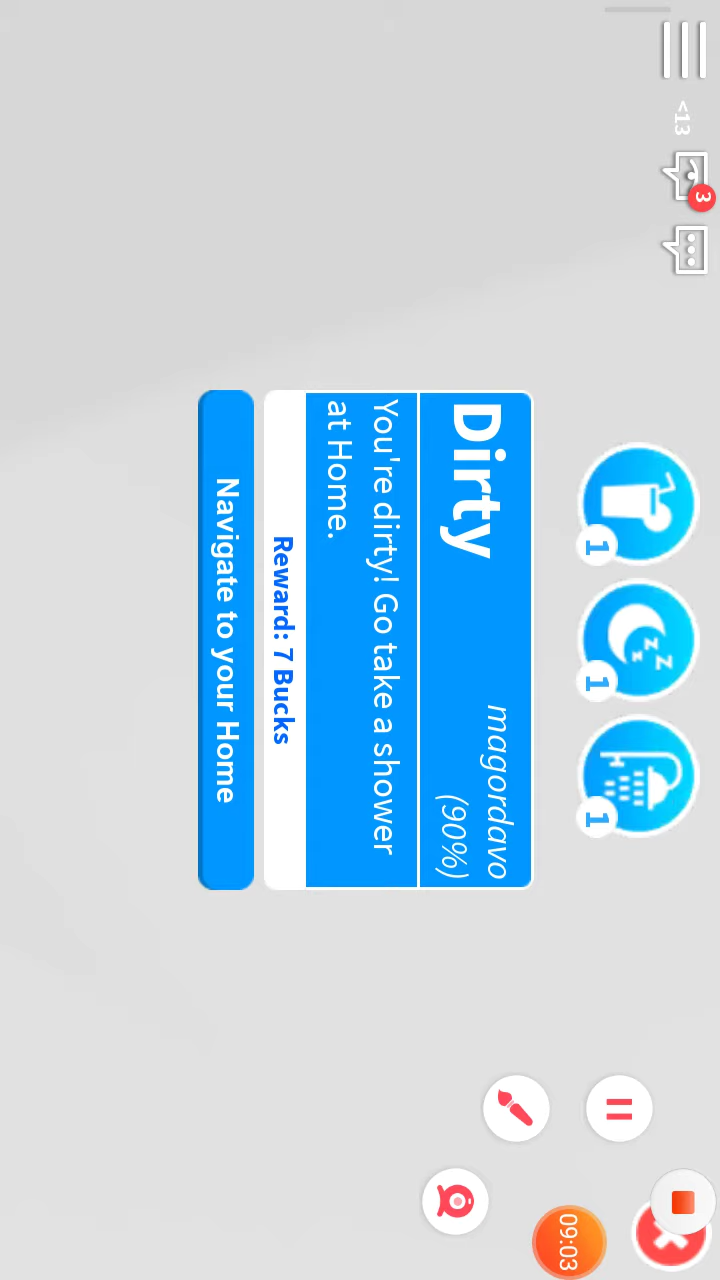 <13
3
1
1
1
Dirty
magordavo
(90%)
You're dirty! Go take a shower
at Home.
Reward: 7 Bucks
Navigate to your Home
09:03